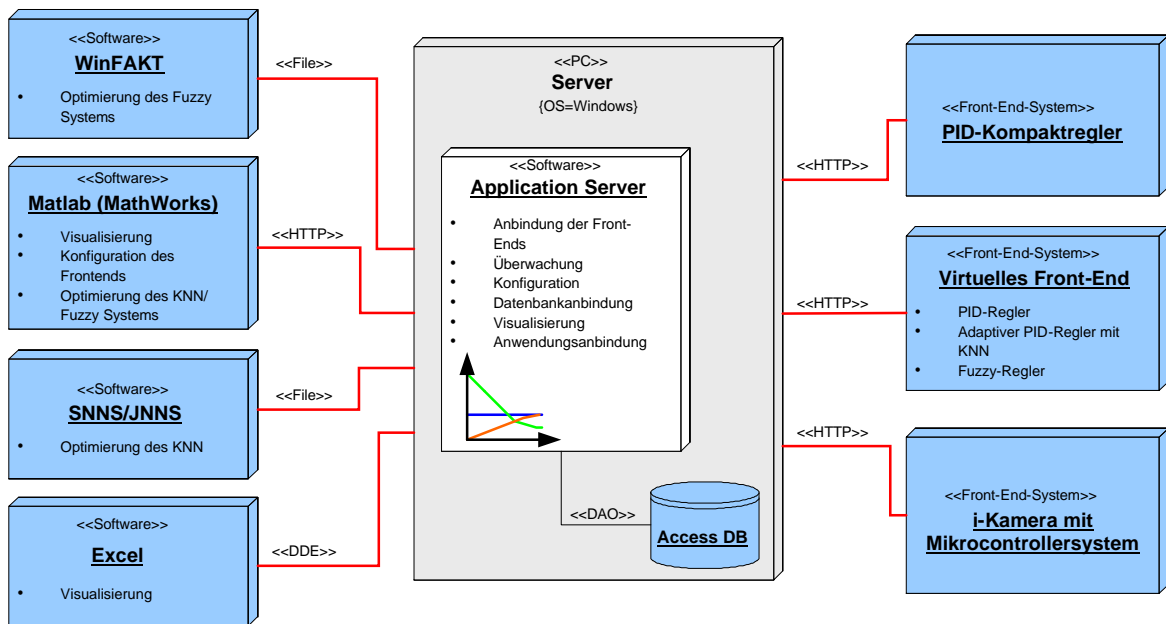 <<Software>>
WinFAKT
• Optimierung des Fuzzy
Systems
<<File>>
<<Software>>
Matlab (MathWorks)
• Visualisierung
• Konfiguration des
Frontends
• Optimierung des KNN/
Fuzzy Systems
<<HTTP>>
<<Software>>
SNNS/JNNS
• Optimierung des KNN
<<File>>
<<Software>>
Excel
• Visualisierung
<<DDE>>
<<PC>>
Server
{OS=Windows}
<<Software>>
Application Server
• Anbindung der Front-
Ends
• Überwachung
• Konfiguration
• Datenbankanbindung
• Visualisierung
• Anwendungsanbindung
<<DAO>>
Access DB
<<HTTP>>
<<Front-End-System>>
PID-Kompaktregler
<<HTTP>>
<<Front-End-System>>
Virtuelles Front-End
• PID-Regler
• Adaptiver PID-Regler mit
KNN
• Fuzzy-Regler
<<HTTP>>
<<Front-End-System>>
i-Kamera mit
Mikrocontrollersystem